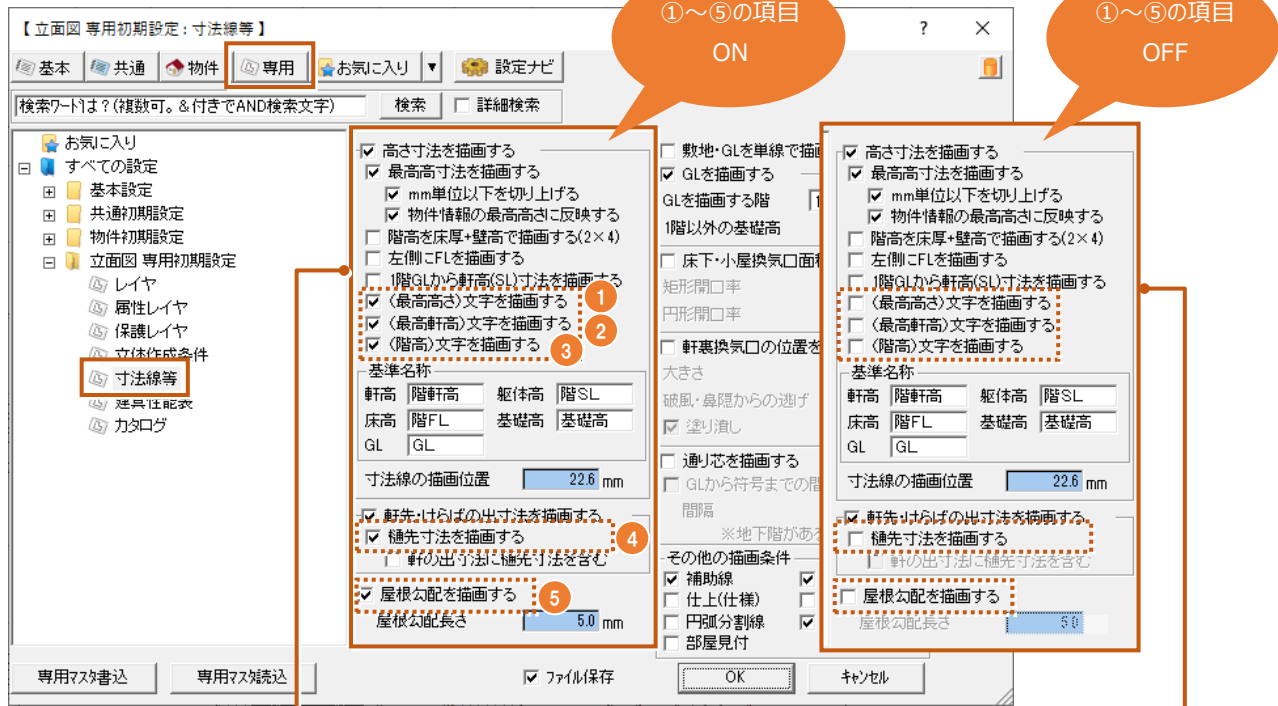 ①～⑤の項目
ON
①～⑤の項目
OFF
【 立面図 専用初期設定 : 寸法線等 】
? ×
基本 共通 物件 専用 お気に入り ▼ 設定ナビ
検索ワードは？(複数可。＆付きでAND検索文字) 検索 詳細検索
お気に入り
すべての設定
基本設定
共通初期設定
物件初期設定
立面図 専用初期設定
レイヤ
属性レイヤ
保護レイヤ
立体作成条件
寸法線等
建具性能表
カタログ
高さ寸法を描画する
最高高寸法を描画する
mm単位以下を切り上げる
物件情報の最高高さに反映する
階高を床厚+壁高で描画する(2×4)
左側にFLを描画する
1階GLから軒高(SL)寸法を描画する
(最高高さ)文字を描画する 1
(最高軒高)文字を描画する 2
(階高)文字を描画する 3
基準名称
軒高 階軒高 躯体高 階SL
床高 階FL 基礎高 基礎高
GL GL
寸法線の描画位置 22.6 mm
軒先・けらばの出寸法を描画する
樋先寸法を描画する 4
軒の出寸法に樋先寸法を含む
屋根勾配を描画する 5
屋根勾配長さ 5.0 mm
敷地・GLを単線で描
GLを描画する
GLを描画する階
1階以外の基礎高
床下・小屋換気口面
矩形開口率
円形開口率
軒裏換気口の位置を
大きさ
破風・鼻隠からの逃げ
塗り潰し
通り芯を描画する
GLから符号までの間
間隔
※地下階があ
その他の描画条件
補助線
仕上(仕様)
円弧分割線
部屋見付
高さ寸法を描画する
最高高寸法を描画する
mm単位以下を切り上げる
物件情報の最高高さに反映する
階高を床厚+壁高で描画する(2×4)
左側にFLを描画する
1階GLから軒高(SL)寸法を描画する
(最高高さ)文字を描画する
(最高軒高)文字を描画する
(階高)文字を描画する
基準名称
軒高 階軒高 躯体高 階SL
床高 階FL 基礎高 基礎高
GL GL
寸法線の描画位置 22.6 mm
軒先・けらばの出寸法を描画する
樋先寸法を描画する
軒の出寸法に樋先寸法を含む
屋根勾配を描画する
屋根勾配長さ 5.0
専用マスタ書込 専用マスタ読込 ファイル保存 OK キャンセル